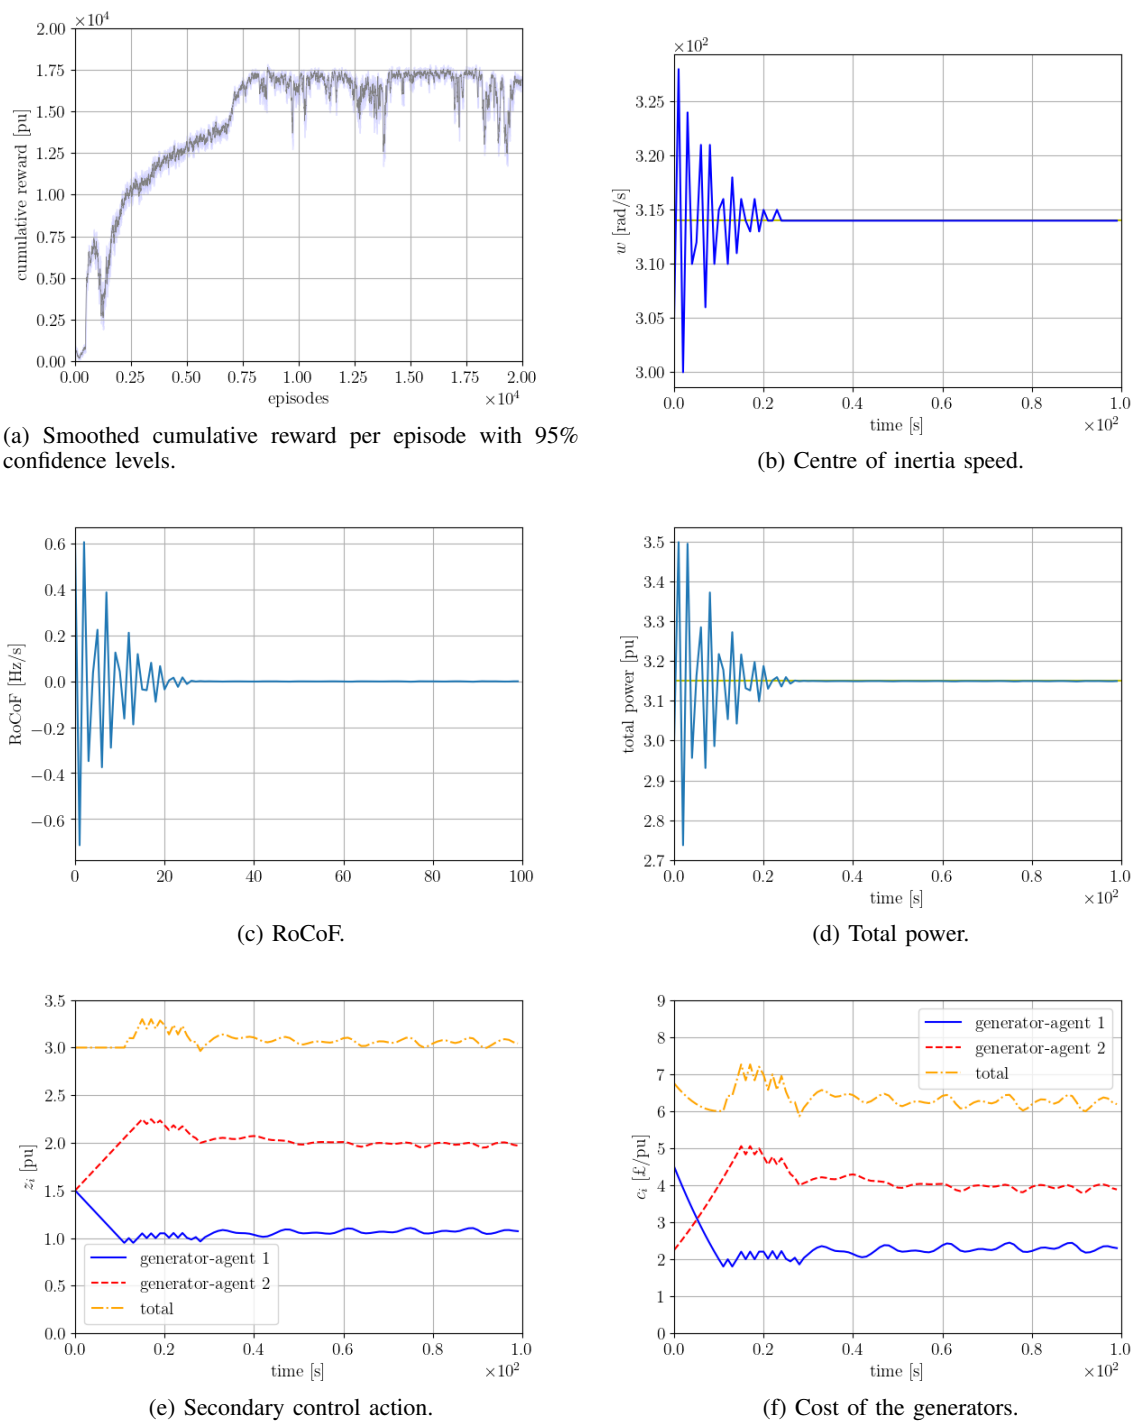 ×10⁴
2.00
1.75
1.50
1.25
1.00
0.75
0.50
0.25
0.00
cumulative reward [pu]
0.00 0.25 0.50 0.75 1.00 1.25 1.50 1.75 2.00
episodes
×10⁴
(a) Smoothed cumulative reward per episode with 95%
confidence levels.
×10²
3.25
3.20
3.15
3.10
3.05
3.00
w [rad/s]
0.0 0.2 0.4 0.6 0.8 1.0
time [s]
×10²
(b) Centre of inertia speed.
0.6
0.4
0.2
0.0
−0.2
−0.4
−0.6
RoCoF [Hz/s]
0 20 40 60 80 100
(c) RoCoF.
3.5
3.4
3.3
3.2
3.1
3.0
2.9
2.8
2.7
total power [pu]
0.0 0.2 0.4 0.6 0.8 1.0
time [s]
×10²
(d) Total power.
3.5
3.0
2.5
2.0
1.5
1.0
0.5
0.0
zᵢ [pu]
generator-agent 1
generator-agent 2
total
0.0 0.2 0.4 0.6 0.8 1.0
time [s]
×10²
(e) Secondary control action.
9
8
7
6
5
4
3
2
1
0
cᵢ [£/pu]
generator-agent 1
generator-agent 2
total
0.0 0.2 0.4 0.6 0.8 1.0
time [s]
×10²
(f) Cost of the generators.